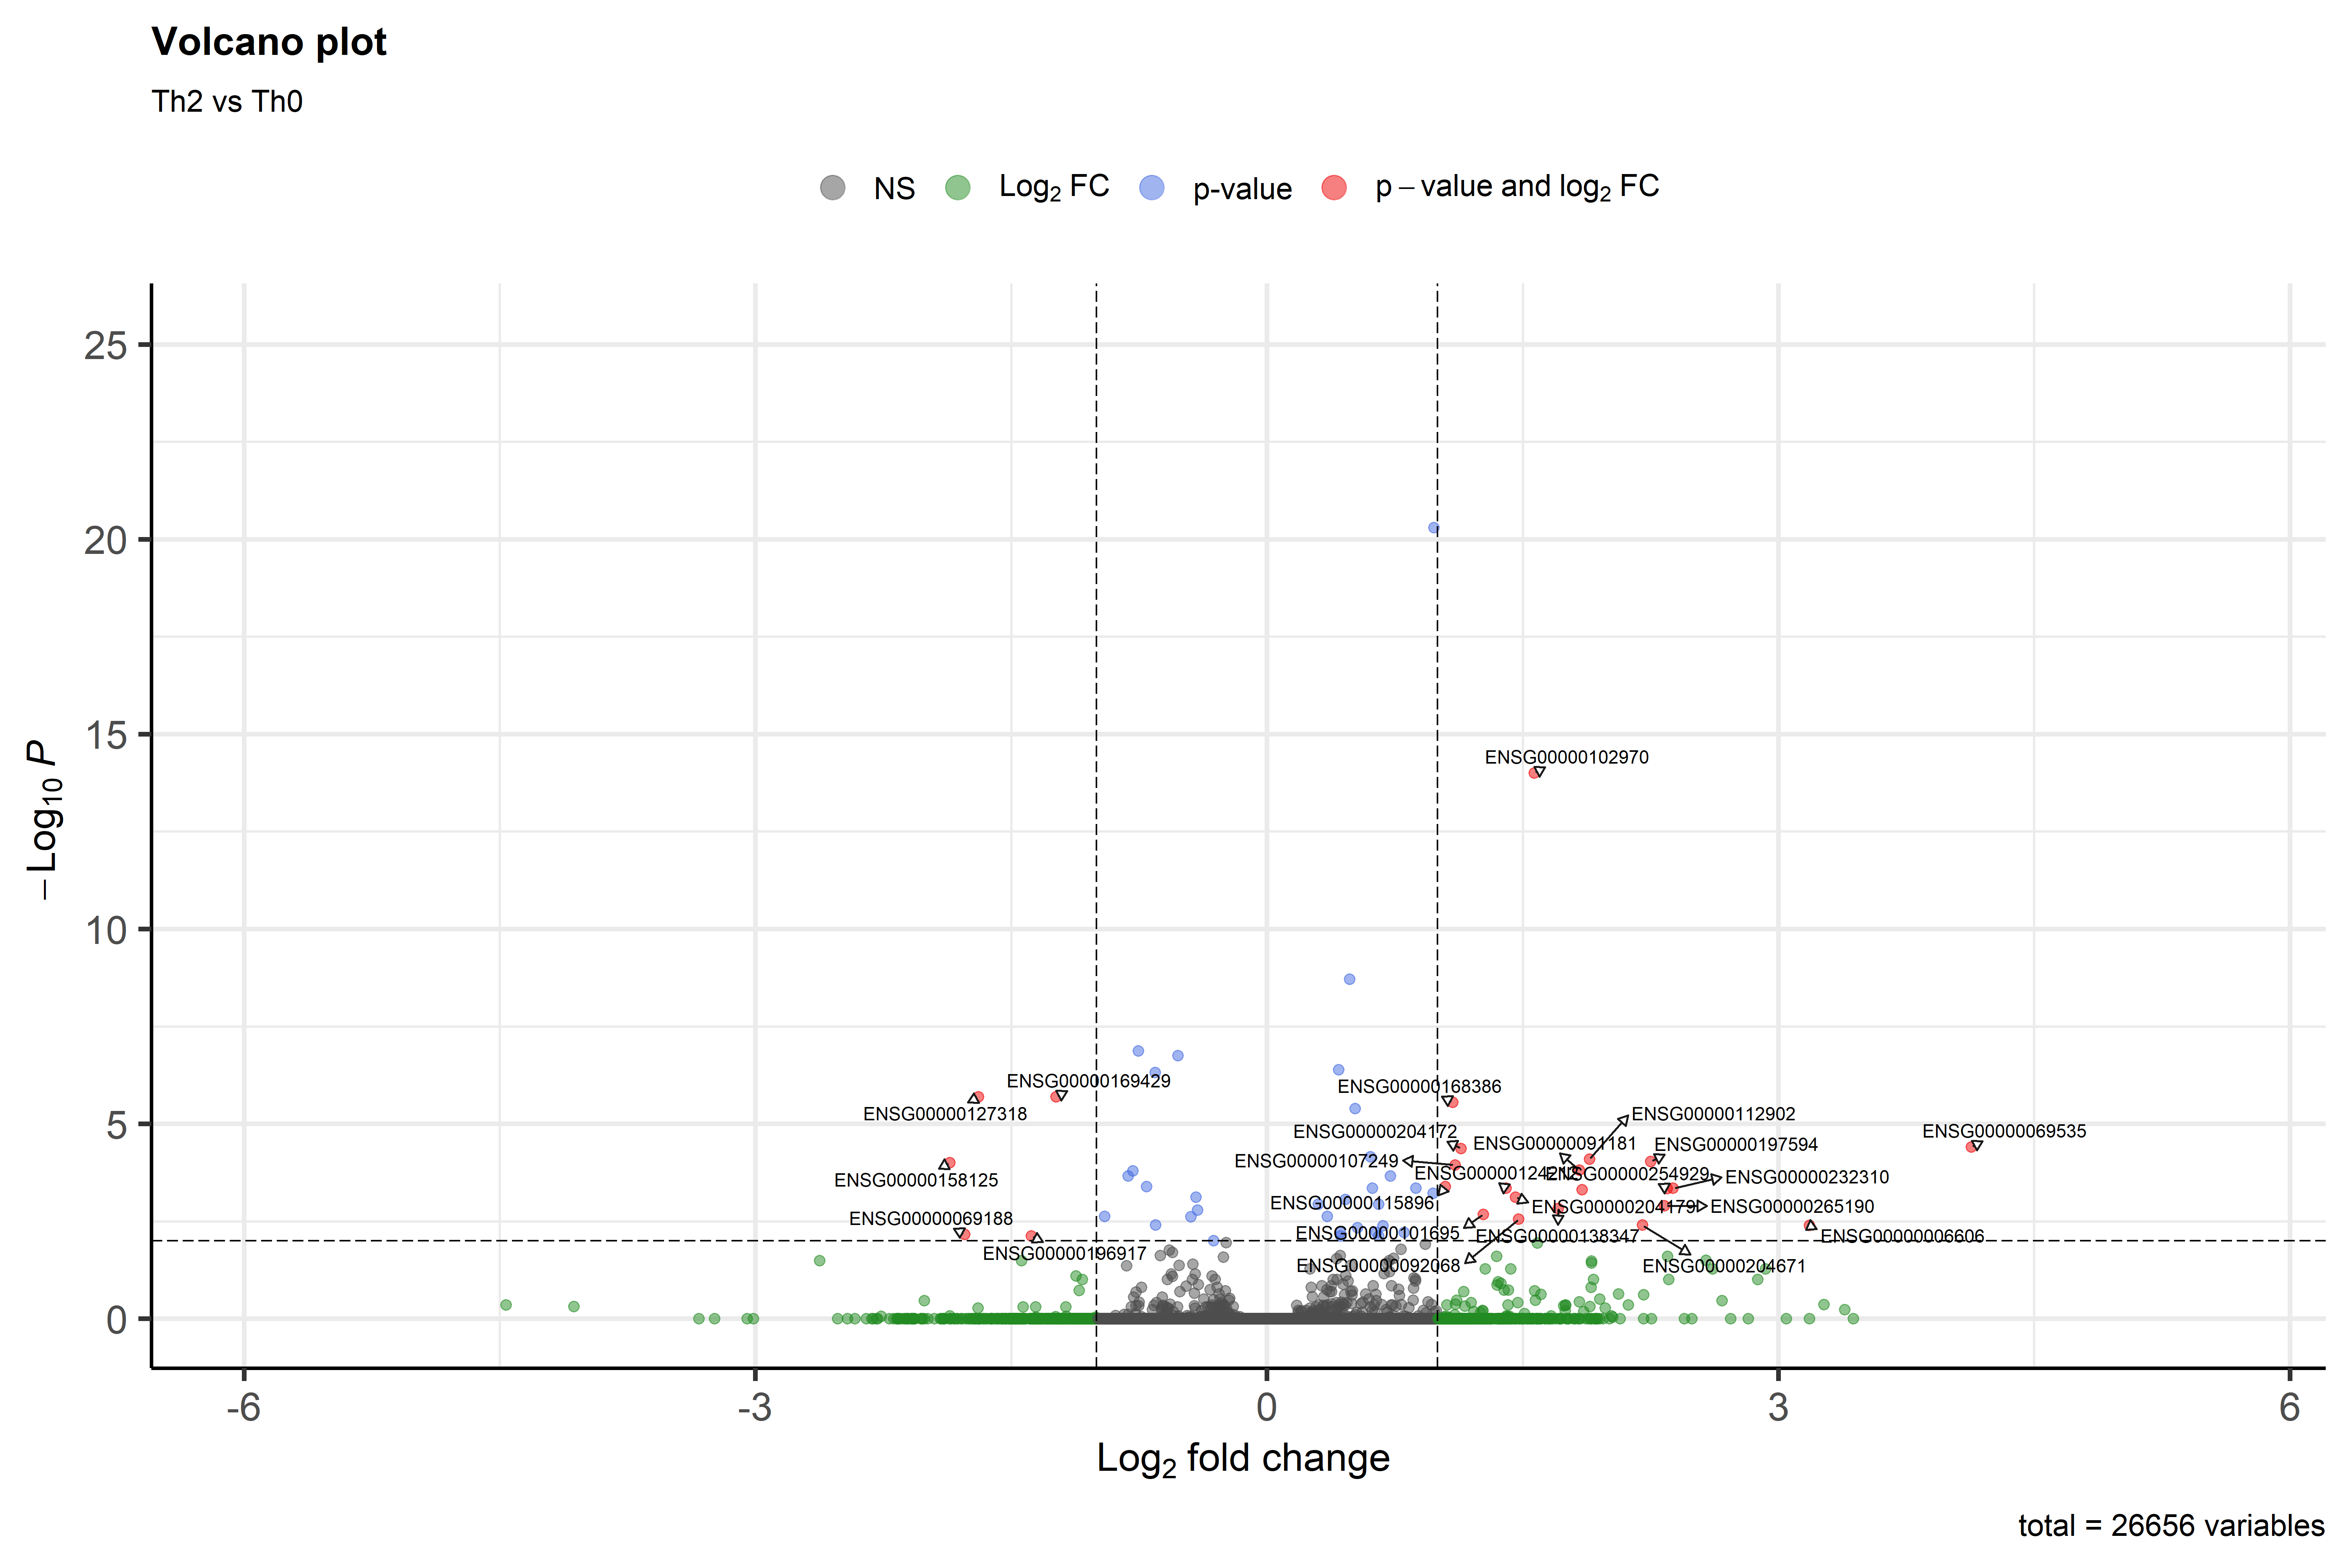 Volcano plot
Th2 vs Th0
NS Log2 FC p-value p – value and log2 FC
25
20
15
10
5
0
–Log10 P
ENSG00000102970
ENSG00000169429
ENSG00000168386
ENSG00000127318
ENSG00000112902
ENSG00000204172
ENSG00000069535
ENSG00000091181
ENSG00000197594
ENSG00000107249
ENSG00000254929
ENSG00000158125
ENSG00000232310
ENSG00000115896
ENSG00000204179
ENSG00000265190
ENSG00000069188
ENSG00000101695
ENSG00000138347
ENSG00000006606
ENSG00000196917
ENSG00000092068
ENSG00000204671
-6 -3 0 3 6
Log2 fold change
total = 26656 variables